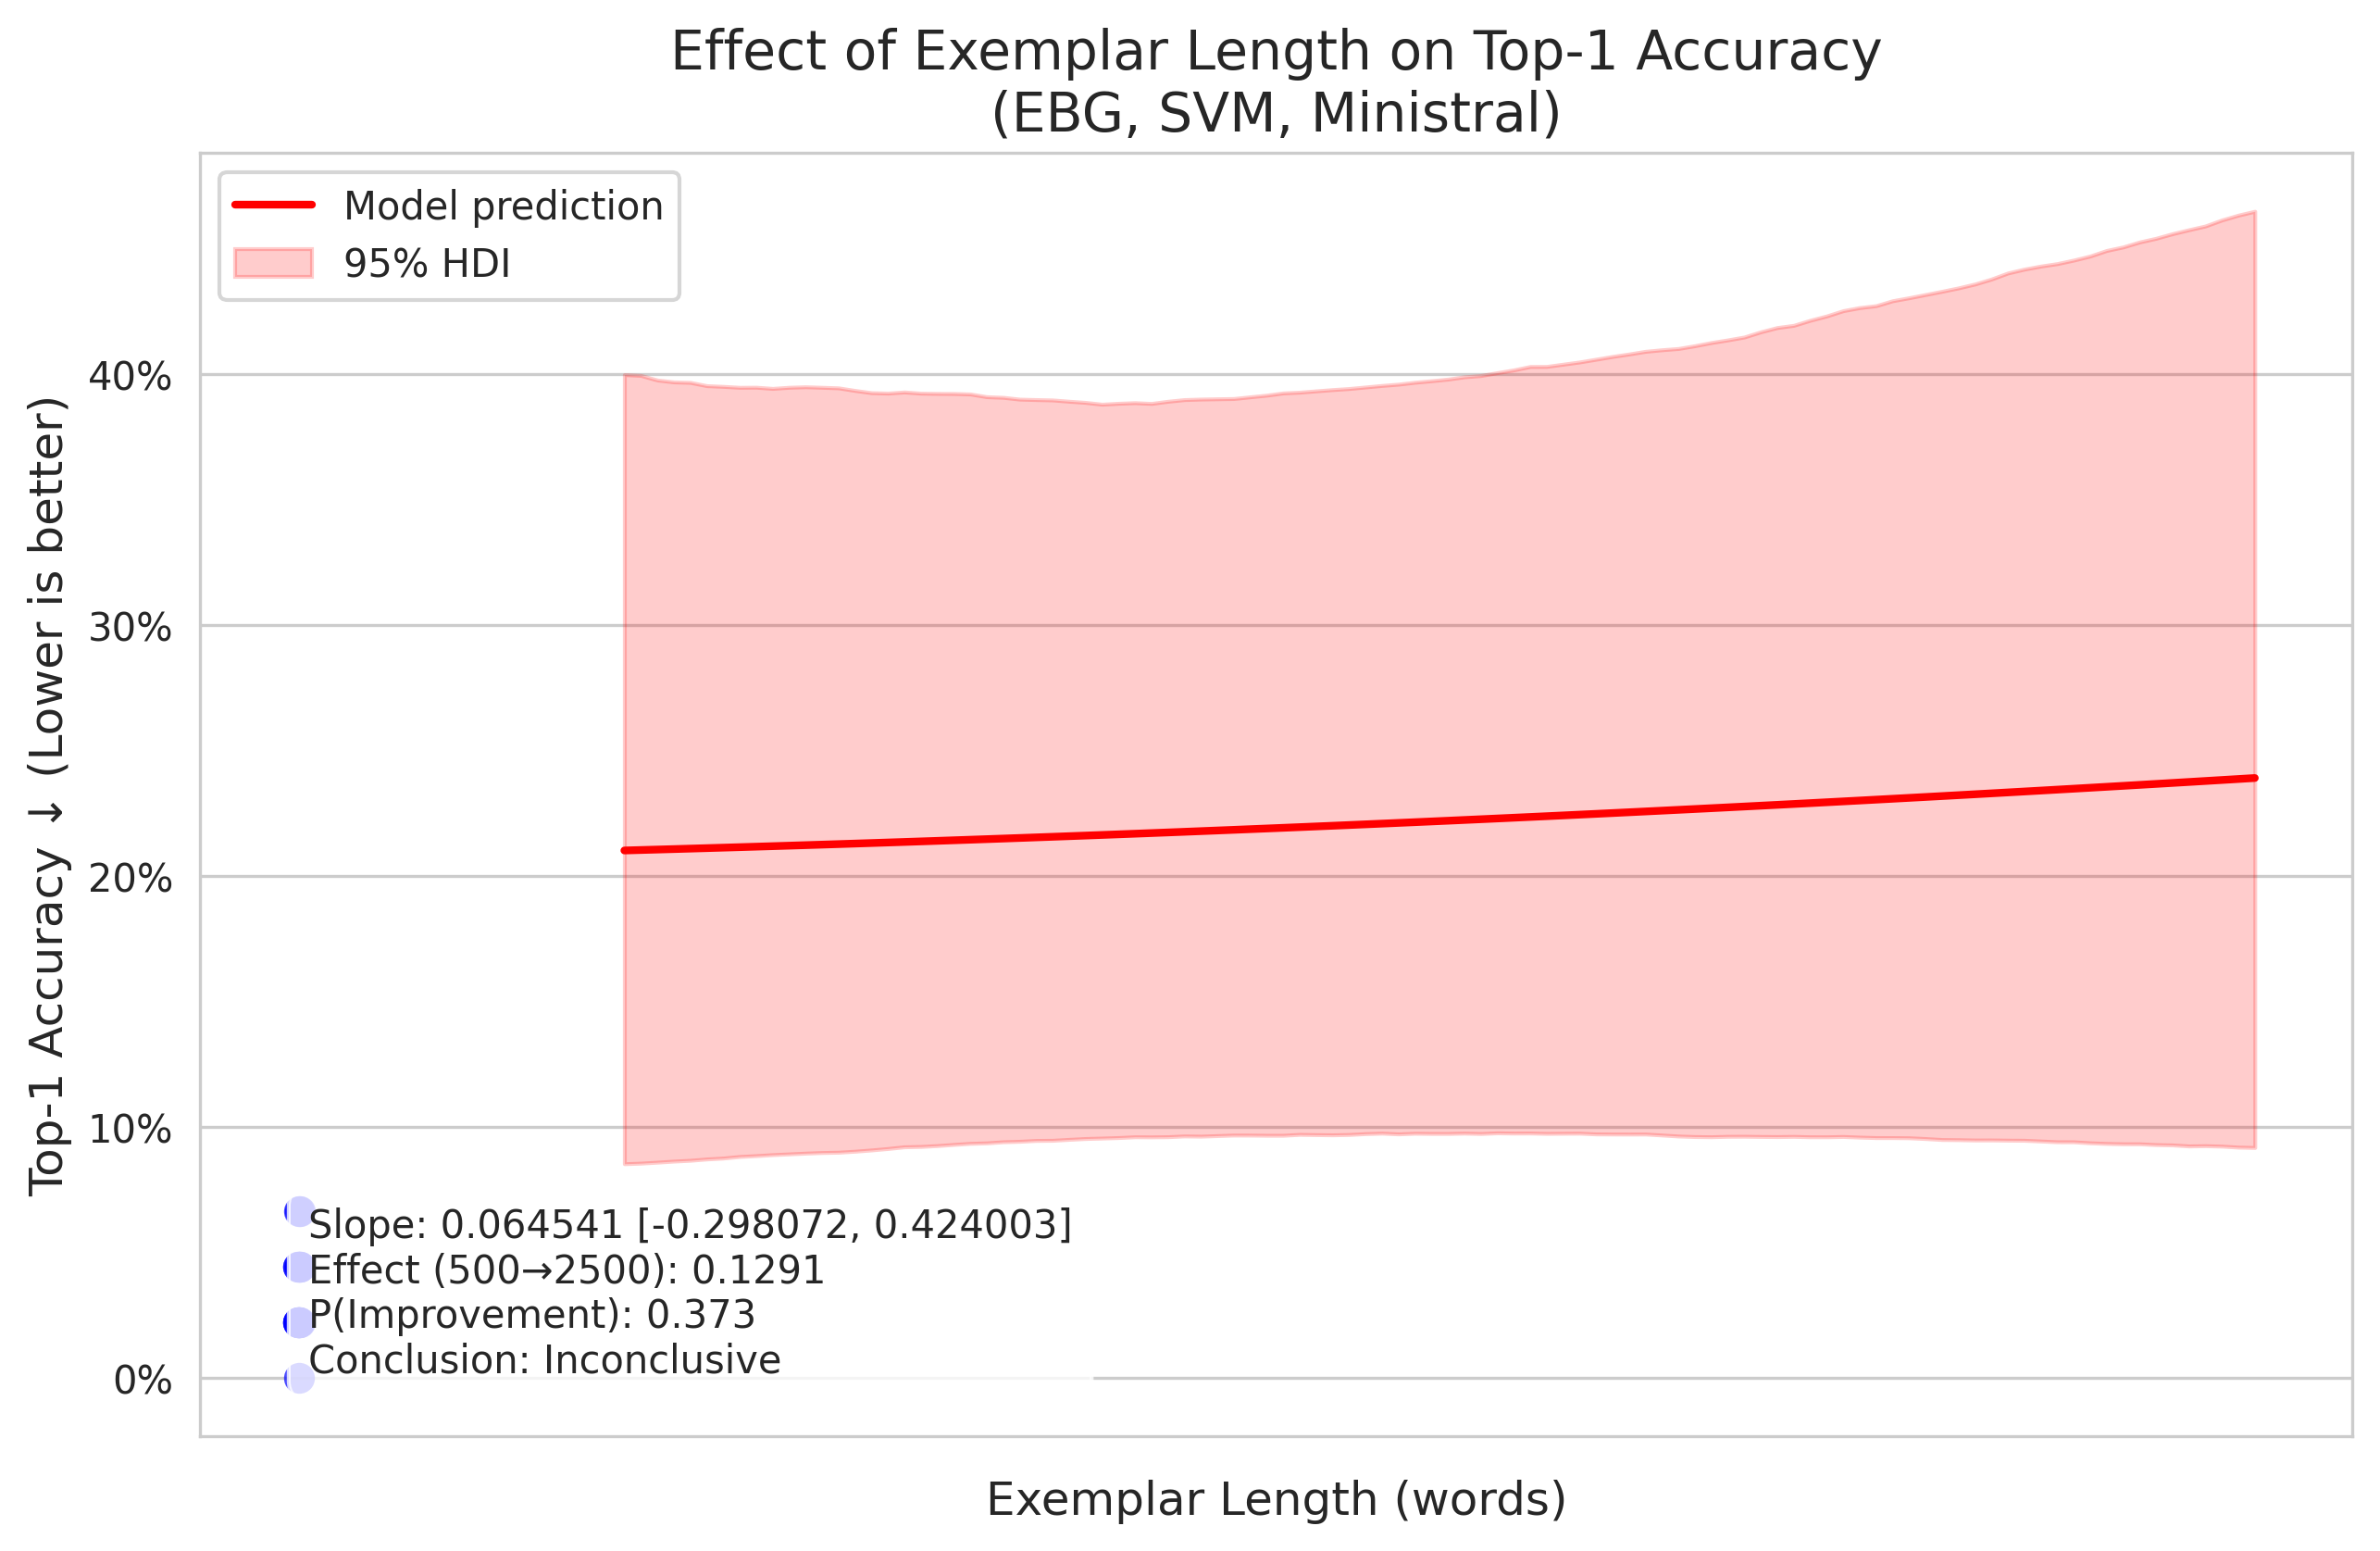 Effect of Exemplar Length on Top-1 Accuracy
(EBG, SVM, Ministral)
Model prediction
95% HDI
40%
30%
20%
10%
0%
Top-1 Accuracy ↓ (Lower is better)
Slope: 0.064541 [-0.298072, 0.424003]
Effect (500→2500): 0.1291
P(Improvement): 0.373
Conclusion: Inconclusive
Exemplar Length (words)